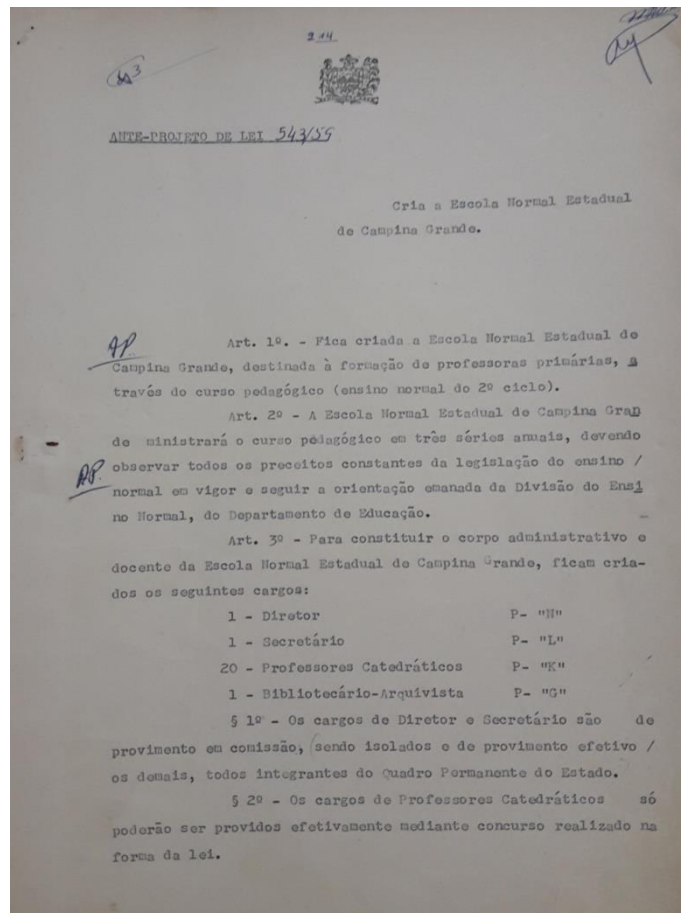 214
ANTE-PROJETO DE LEI 543/59
Cria a Escola Normal Estadual
de Campina Grande.
AP.
Art. 1º. - Fica criada a Escola Normal Estadual de
Campina Grande, destinada à formação de professoras primárias, a
través do curso pedagógico (ensino normal do 2º ciclo).
Art. 2º - A Escola Normal Estadual de Campina Gran
de ministrará o curso pedagógico em três séries anuais, devendo
AP.
observar todos os preceitos constantes da legislação do ensino /
normal em vigor e seguir a orientação emanada da Divisão do Ensi
no Normal, do Departamento de Educação.
Art. 3º - Para constituir o corpo administrativo e
docente da Escola Normal Estadual de Campina Grande, ficam cria-
dos os seguintes cargos:
1 - Diretor P- "N"
1 - Secretário P- "L"
20 - Professores Catedráticos P- "K"
1 - Bibliotecário-Arquivista P- "G"
§ 1º - Os cargos de Diretor e Secretário são de
provimento em comissão, (sendo isolados e de provimento efetivo /
os demais, todos integrantes do Quadro Permanente do Estado.
§ 2º - Os cargos de Professores Catedráticos só
poderão ser providos efetivamente mediante concurso realizado na
forma da lei.